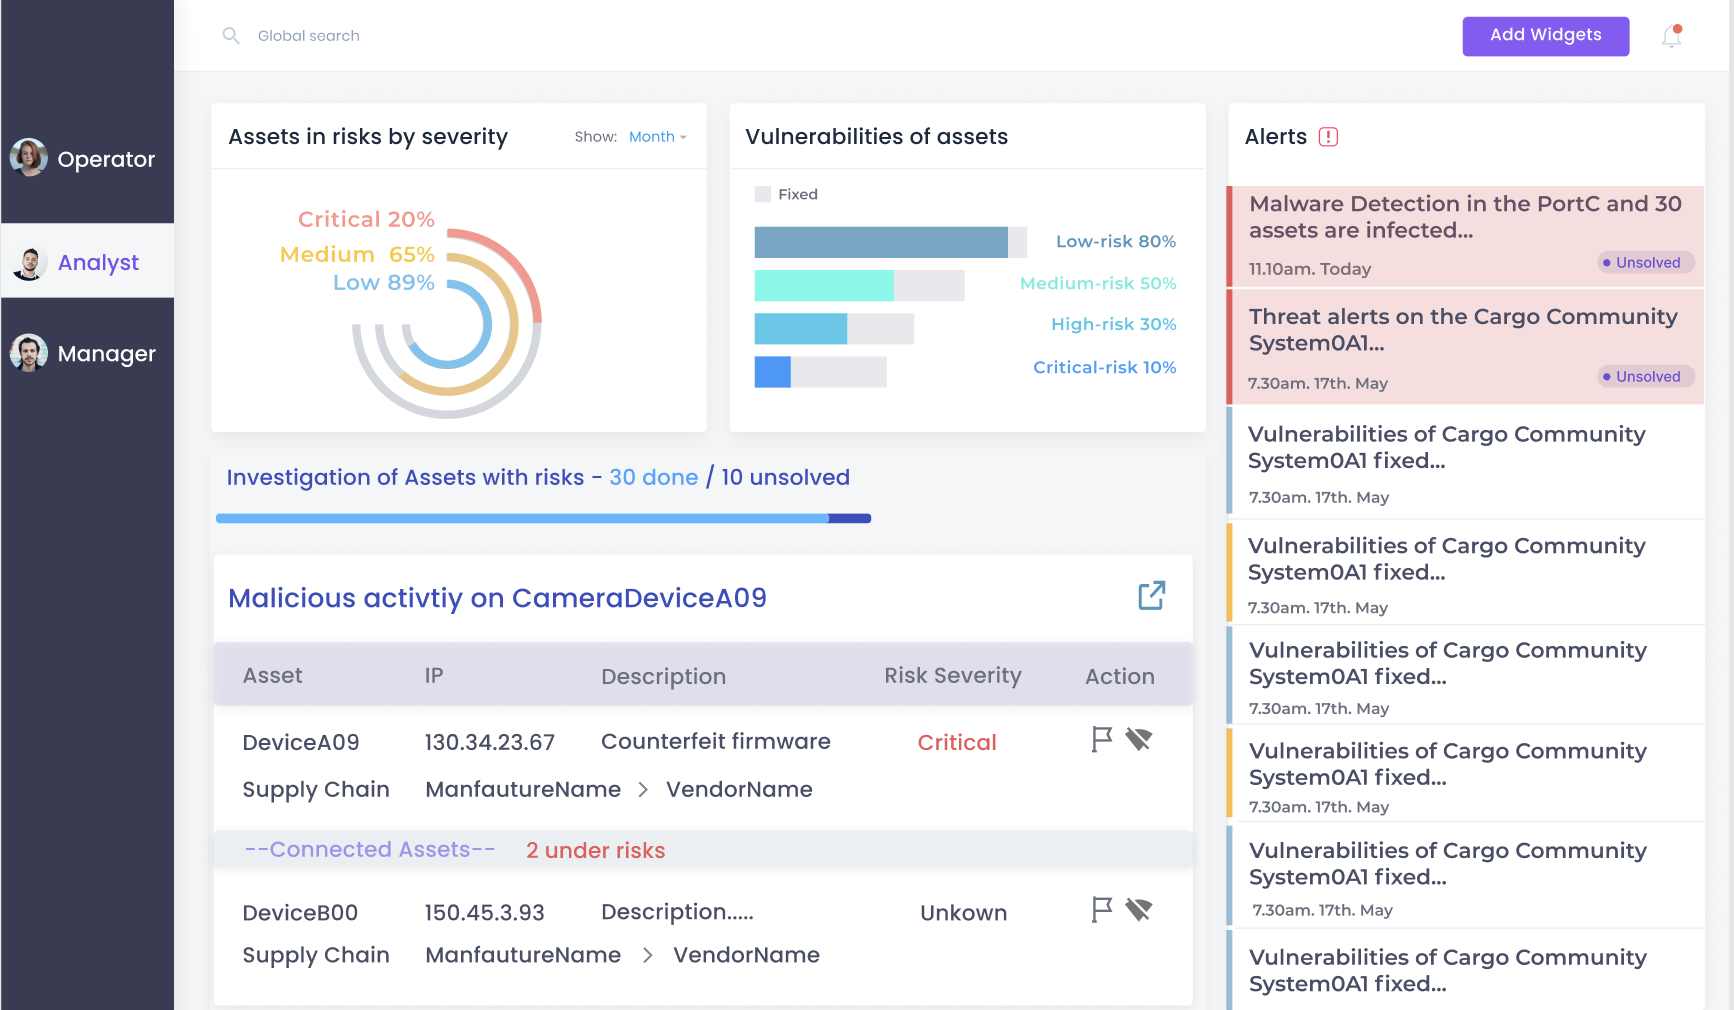 Global search
Add Widgets
Operator
Analyst
Manager
Assets in risks by severity
Show: Month
Critical 20%
Medium 65%
Low 89%
Vulnerabilities of assets
Fixed
Low-risk 80%
Medium-risk 50%
High-risk 30%
Critical-risk 10%
Investigation of Assets with risks - 30 done / 10 unsolved
Malicious activtiy on CameraDeviceA09
Asset IP Description Risk Severity Action
DeviceA09 130.34.23.67 Counterfeit firmware Critical
Supply Chain ManfautureName > VendorName
--Connected Assets-- 2 under risks
DeviceB00 150.45.3.93 Description..... Unkown
Supply Chain ManfautureName > VendorName
Alerts
Malware Detection in the PortC and 30
assets are infected...
11.10am. Today
Unsolved
Threat alerts on the Cargo Community
System0A1...
7.30am. 17th. May
Unsolved
Vulnerabilities of Cargo Community
System0A1 fixed...
7.30am. 17th. May
Vulnerabilities of Cargo Community
System0A1 fixed...
7.30am. 17th. May
Vulnerabilities of Cargo Community
System0A1 fixed...
7.30am. 17th. May
Vulnerabilities of Cargo Community
System0A1 fixed...
7.30am. 17th. May
Vulnerabilities of Cargo Community
System0A1 fixed...
7.30am. 17th. May
Vulnerabilities of Cargo Community
System0A1 fixed...